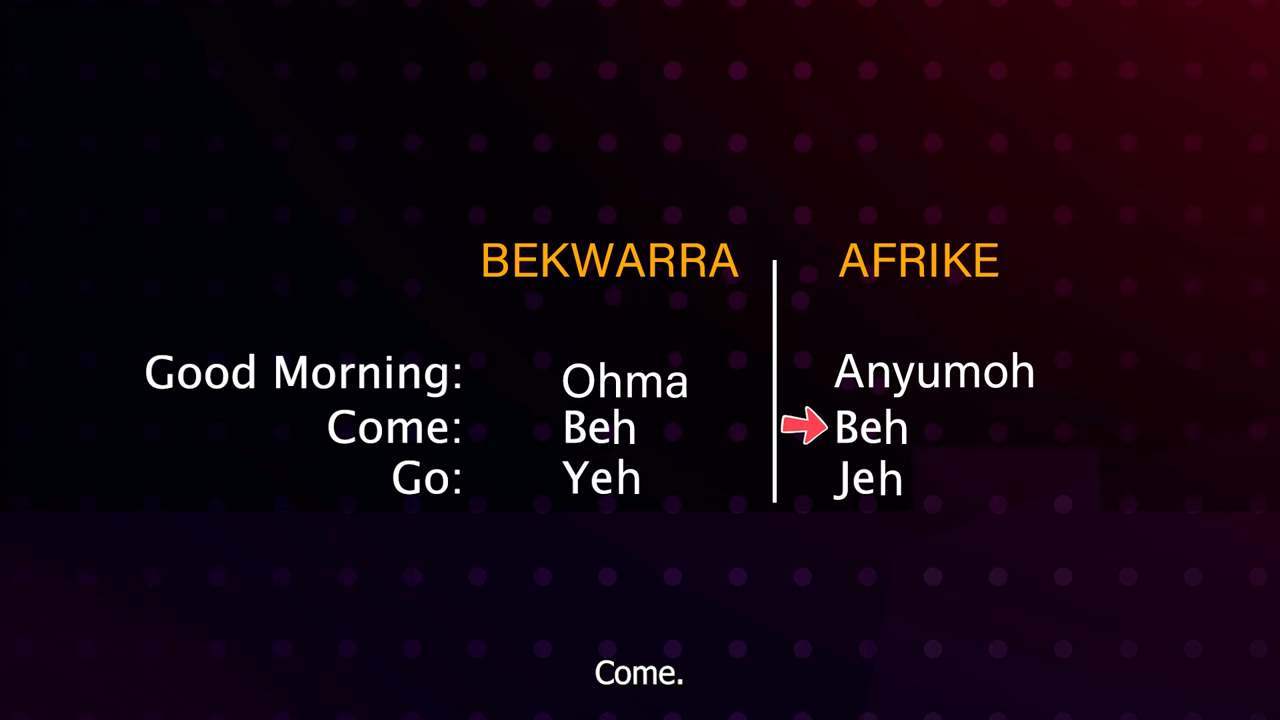 BEKWARRA AFRIKE
Good Morning: Ohma Anyumoh
Come: Beh Beh
Go: Yeh Jeh
Come.